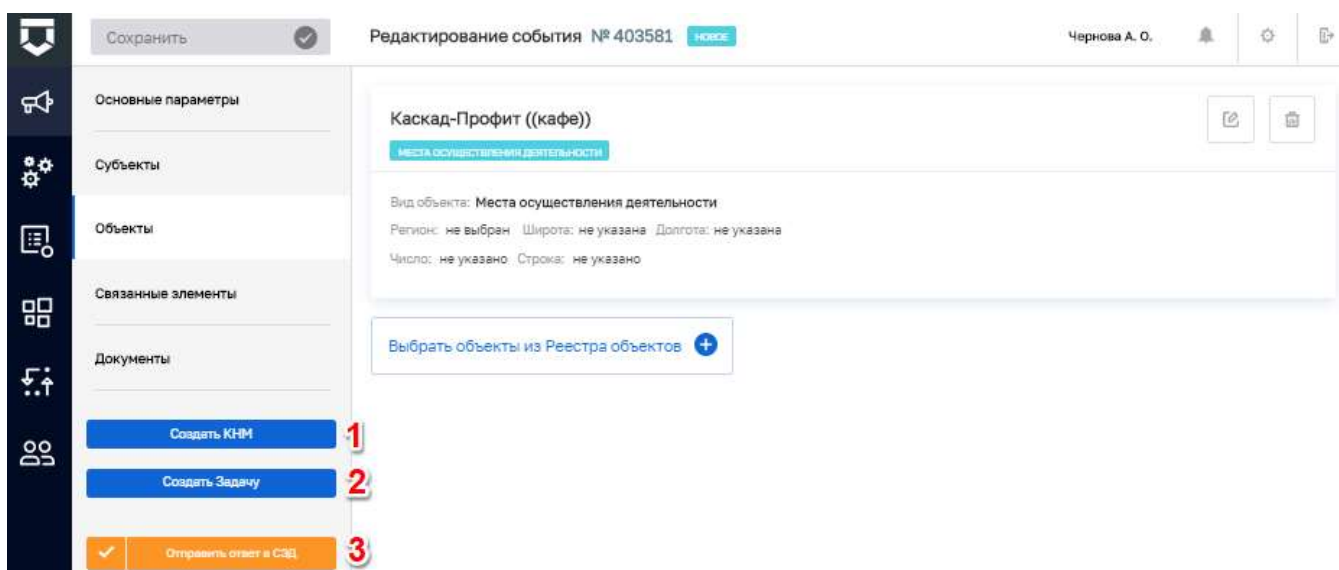 Сохранить
Редактирование события № 403581 НОВОЕ
Чернова А. О.
Основные параметры
Субъекты
Объекты
Связанные элементы
Документы
Создать КНМ 1
Создать Задачу 2
Отправить ответ в СЭД 3
Каскад-Профит ((кафе))
МЕСТА ОСУЩЕСТВЛЕНИЯ ДЕЯТЕЛЬНОСТИ
Вид объекта: Места осуществления деятельности
Регион: не выбран Широта: не указана Долгота: не указана
Число: не указано Строка: не указано
Выбрать объекты из Реестра объектов